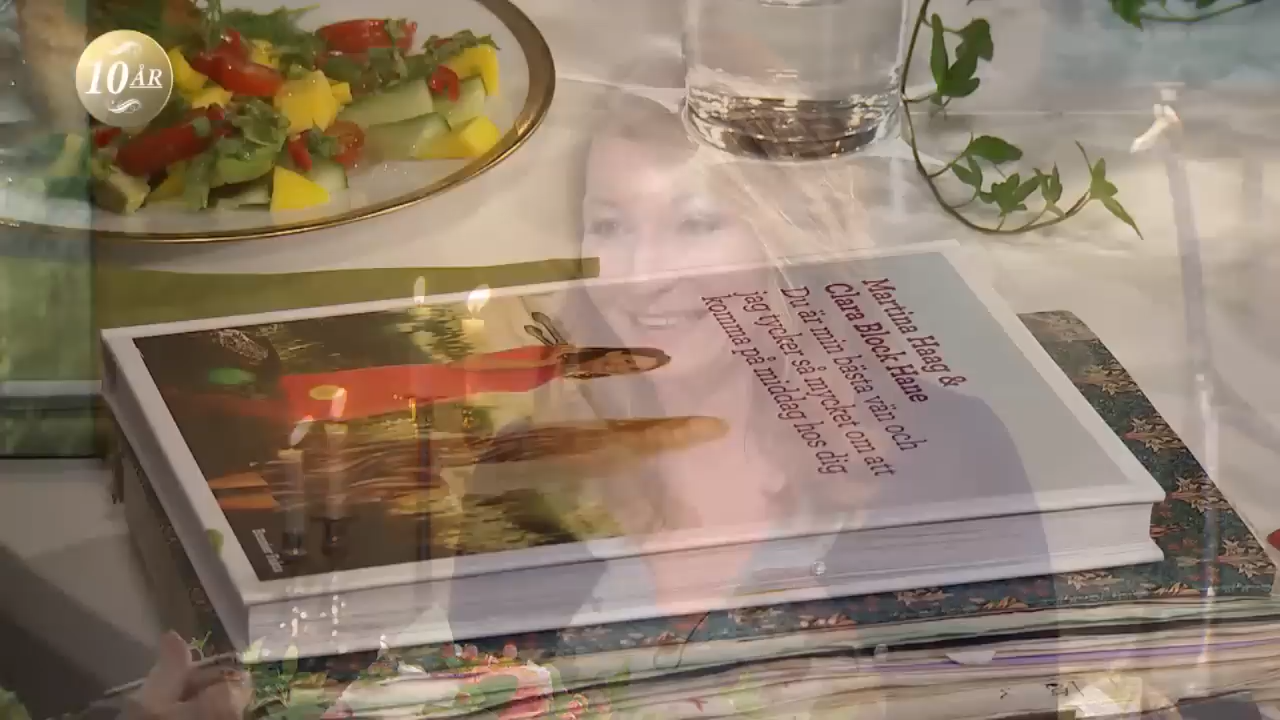 10 ÅR
Martina Haag &
Clara Block Hane
Du är min bästa vän och
jag tycker så mycket om att
komma på middag hos dig